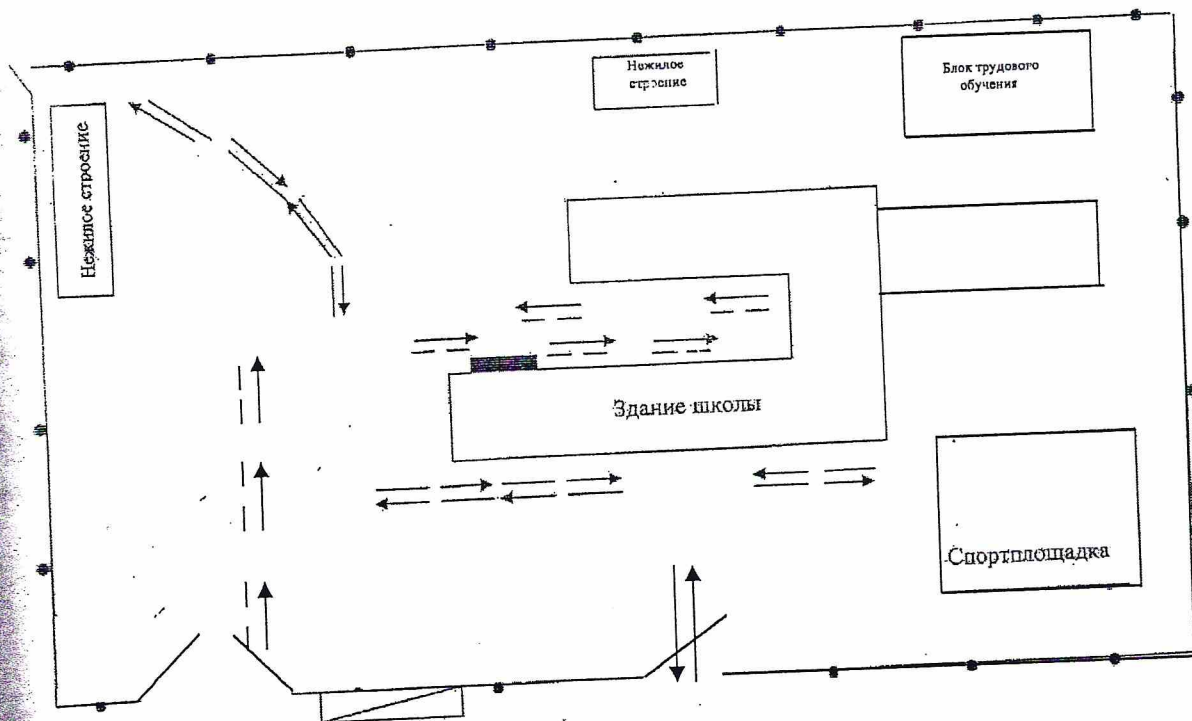 Нежилое
строение
Блок трудового
обучения
Нежилое строение
Здание школы
Спортплощадка